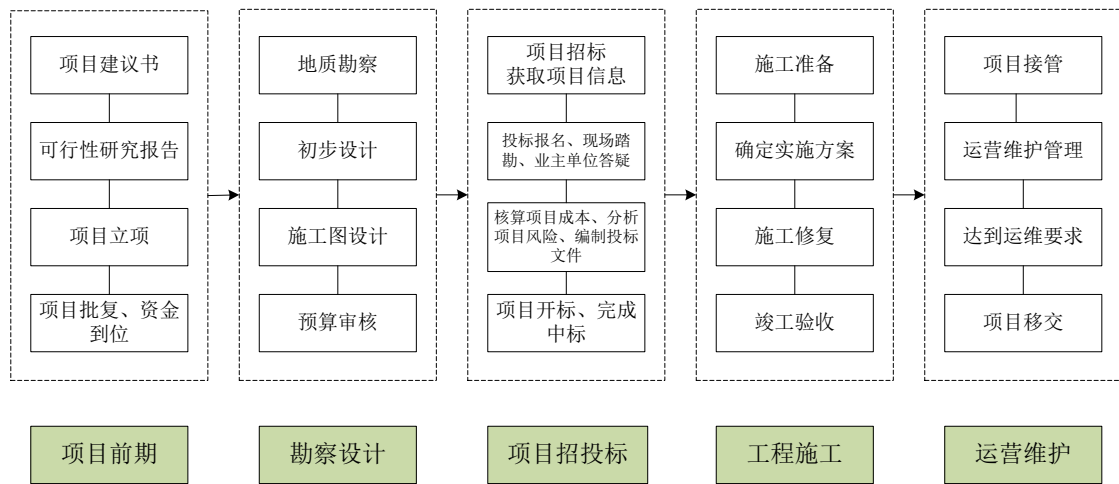 项目建议书
可行性研究报告
项目立项
项目批复、资金
到位
地质勘察
初步设计
施工图设计
预算审核
项目招标
获取项目信息
投标报名、现场踏
勘、业主单位答疑
核算项目成本、分析
项目风险、编制投标
文件
项目开标、完成
中标
施工准备
确定实施方案
施工修复
竣工验收
项目接管
运营维护管理
达到运维要求
项目移交
项目前期
勘察设计
项目招投标
工程施工
运营维护